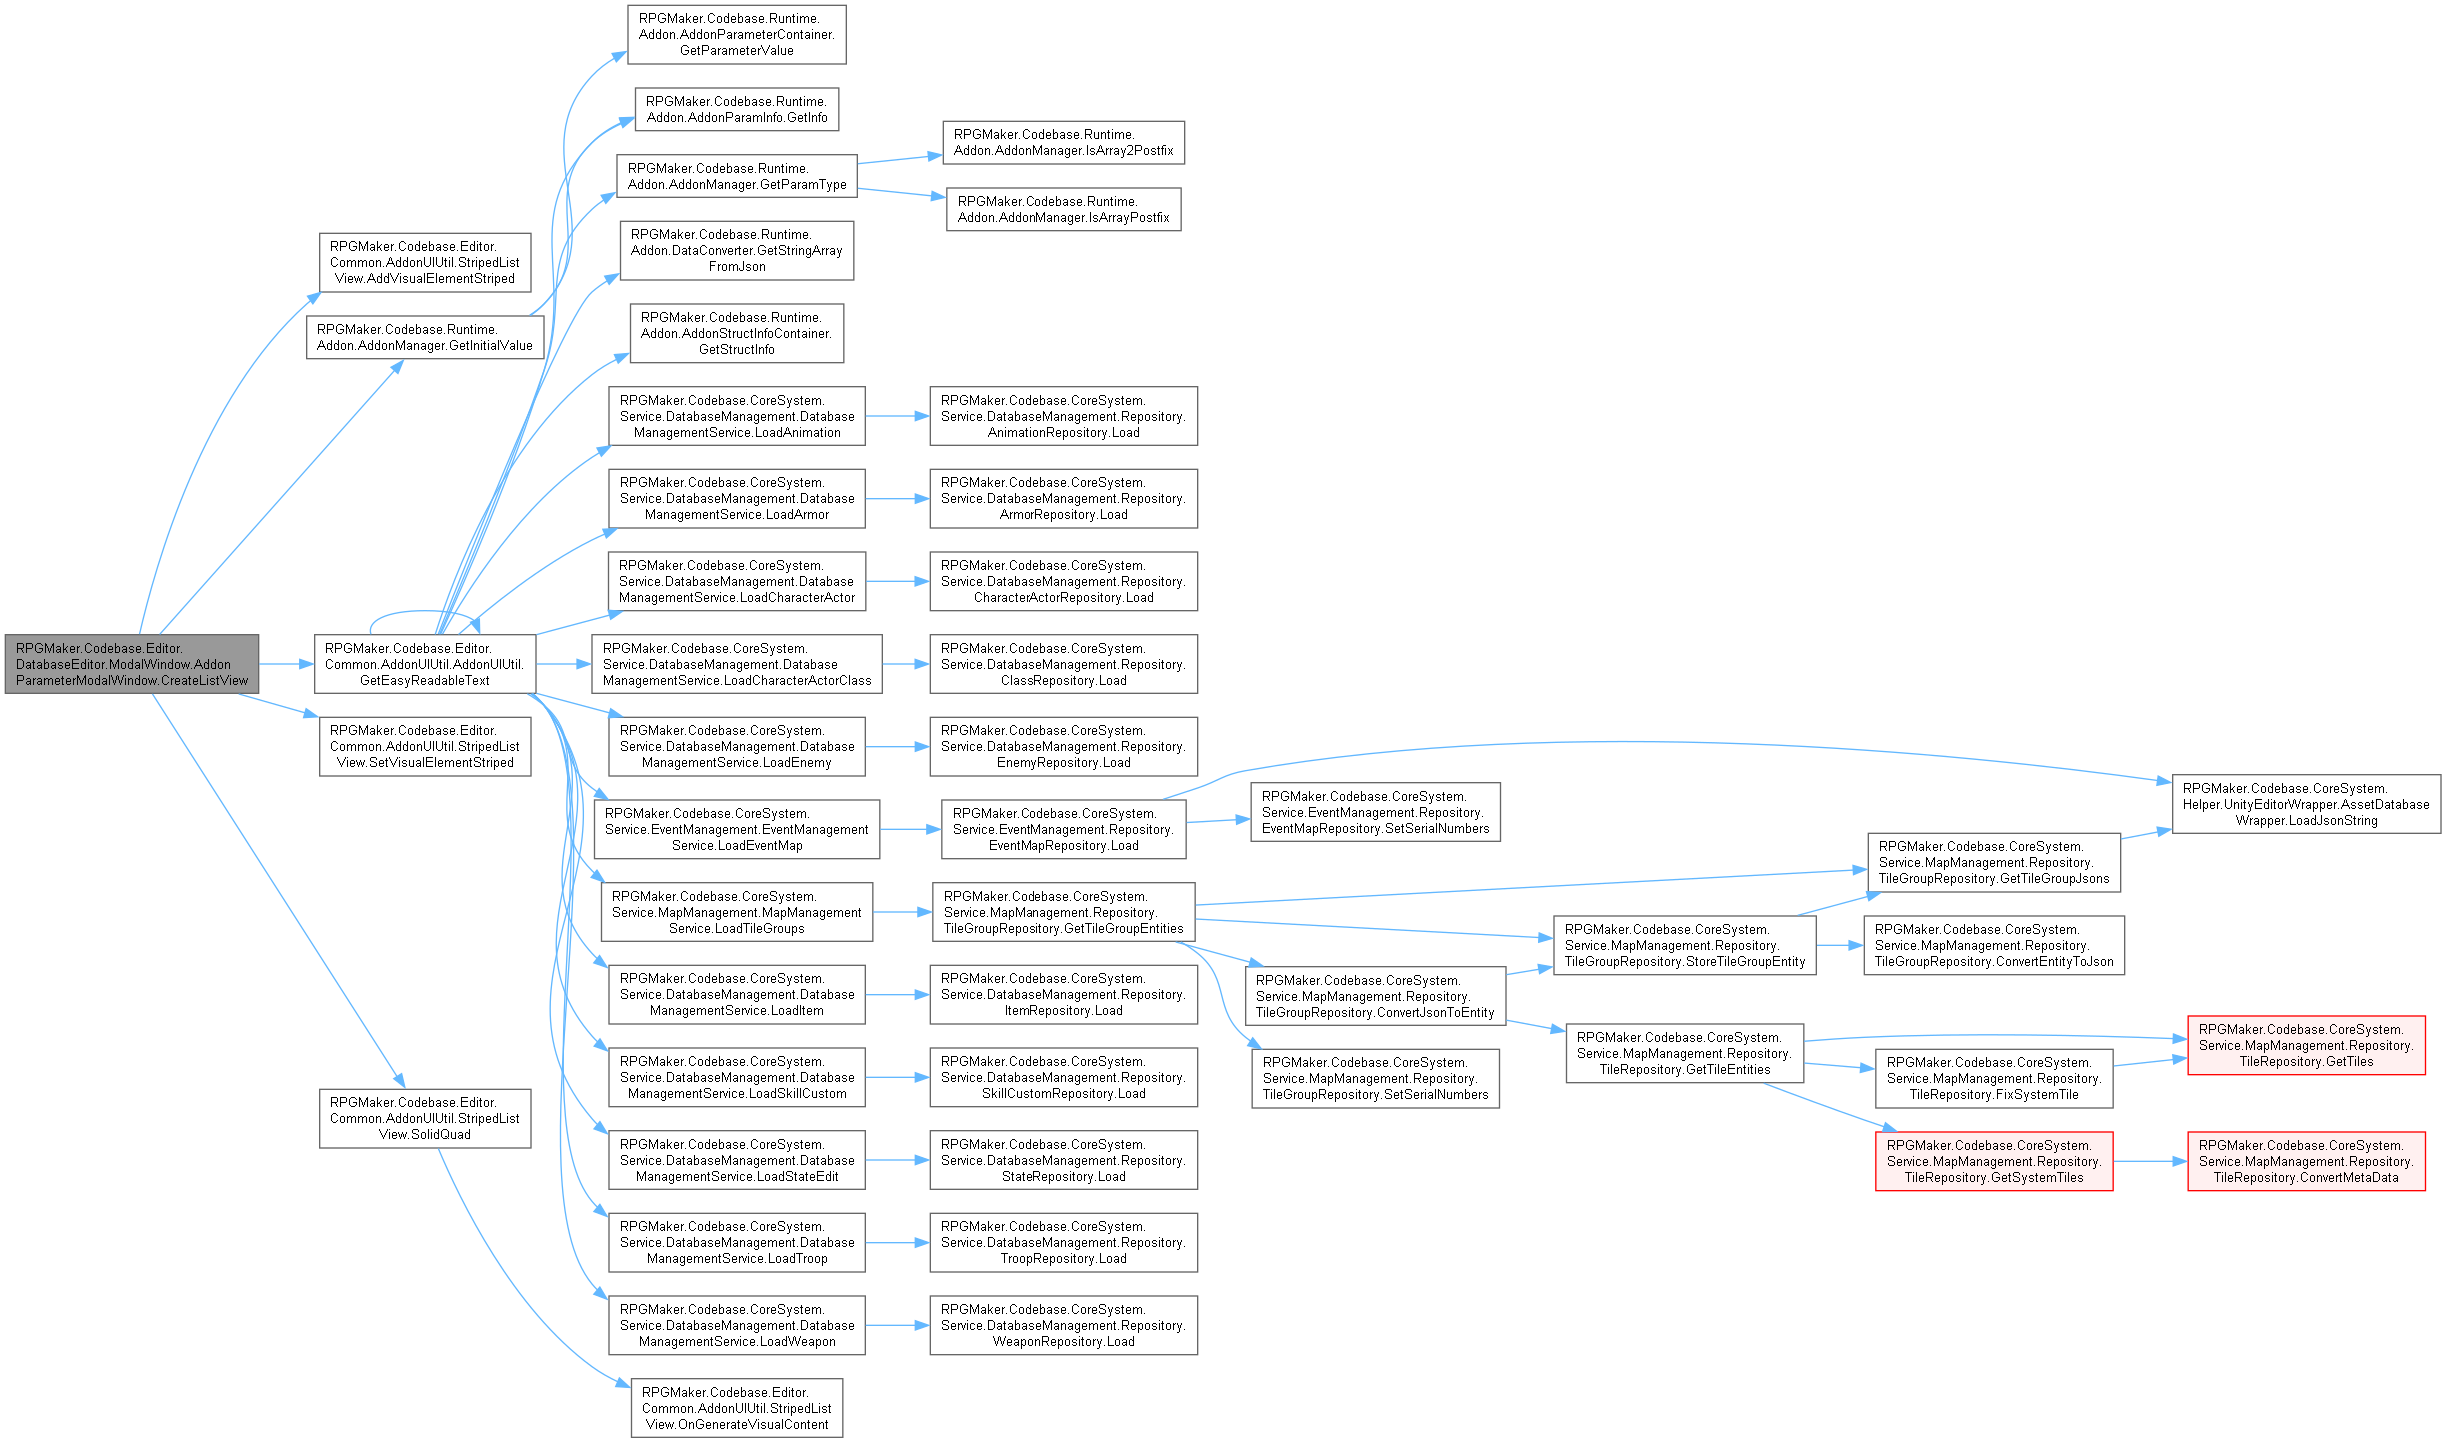 RPGMaker.Codebase.Editor.
DatabaseEditor.ModalWindow.Addon
ParameterModalWindow.CreateListView
RPGMaker.Codebase.Editor.
Common.AddonUIUtil.StripedList
View.AddVisualElementStriped
RPGMaker.Codebase.Runtime.
Addon.AddonManager.GetInitialValue
RPGMaker.Codebase.Editor.
Common.AddonUIUtil.AddonUIUtil.
GetEasyReadableText
RPGMaker.Codebase.Editor.
Common.AddonUIUtil.StripedList
View.SetVisualElementStriped
RPGMaker.Codebase.Editor.
Common.AddonUIUtil.StripedList
View.SolidQuad
RPGMaker.Codebase.Runtime.
Addon.AddonParameterContainer.
GetParameterValue
RPGMaker.Codebase.Runtime.
Addon.AddonParamInfo.GetInfo
RPGMaker.Codebase.Runtime.
Addon.AddonManager.GetParamType
RPGMaker.Codebase.Runtime.
Addon.DataConverter.GetStringArray
FromJson
RPGMaker.Codebase.Runtime.
Addon.AddonStructInfoContainer.
GetStructInfo
RPGMaker.Codebase.CoreSystem.
Service.DatabaseManagement.Database
ManagementService.LoadAnimation
RPGMaker.Codebase.CoreSystem.
Service.DatabaseManagement.Database
ManagementService.LoadArmor
RPGMaker.Codebase.CoreSystem.
Service.DatabaseManagement.Database
ManagementService.LoadCharacterActor
RPGMaker.Codebase.CoreSystem.
Service.DatabaseManagement.Database
ManagementService.LoadCharacterActorClass
RPGMaker.Codebase.CoreSystem.
Service.DatabaseManagement.Database
ManagementService.LoadEnemy
RPGMaker.Codebase.CoreSystem.
Service.EventManagement.EventManagement
Service.LoadEventMap
RPGMaker.Codebase.CoreSystem.
Service.MapManagement.MapManagement
Service.LoadTileGroups
RPGMaker.Codebase.CoreSystem.
Service.DatabaseManagement.Database
ManagementService.LoadItem
RPGMaker.Codebase.CoreSystem.
Service.DatabaseManagement.Database
ManagementService.LoadSkillCustom
RPGMaker.Codebase.CoreSystem.
Service.DatabaseManagement.Database
ManagementService.LoadStateEdit
RPGMaker.Codebase.CoreSystem.
Service.DatabaseManagement.Database
ManagementService.LoadTroop
RPGMaker.Codebase.CoreSystem.
Service.DatabaseManagement.Database
ManagementService.LoadWeapon
RPGMaker.Codebase.Editor.
Common.AddonUIUtil.StripedList
View.OnGenerateVisualContent
RPGMaker.Codebase.Runtime.
Addon.AddonManager.IsArray2Postfix
RPGMaker.Codebase.Runtime.
Addon.AddonManager.IsArrayPostfix
RPGMaker.Codebase.CoreSystem.
Service.DatabaseManagement.Repository.
AnimationRepository.Load
RPGMaker.Codebase.CoreSystem.
Service.DatabaseManagement.Repository.
ArmorRepository.Load
RPGMaker.Codebase.CoreSystem.
Service.DatabaseManagement.Repository.
CharacterActorRepository.Load
RPGMaker.Codebase.CoreSystem.
Service.DatabaseManagement.Repository.
ClassRepository.Load
RPGMaker.Codebase.CoreSystem.
Service.DatabaseManagement.Repository.
EnemyRepository.Load
RPGMaker.Codebase.CoreSystem.
Service.EventManagement.Repository.
EventMapRepository.Load
RPGMaker.Codebase.CoreSystem.
Service.MapManagement.Repository.
TileGroupRepository.GetTileGroupEntities
RPGMaker.Codebase.CoreSystem.
Service.DatabaseManagement.Repository.
ItemRepository.Load
RPGMaker.Codebase.CoreSystem.
Service.DatabaseManagement.Repository.
SkillCustomRepository.Load
RPGMaker.Codebase.CoreSystem.
Service.DatabaseManagement.Repository.
StateRepository.Load
RPGMaker.Codebase.CoreSystem.
Service.DatabaseManagement.Repository.
TroopRepository.Load
RPGMaker.Codebase.CoreSystem.
Service.DatabaseManagement.Repository.
WeaponRepository.Load
RPGMaker.Codebase.CoreSystem.
Service.EventManagement.Repository.
EventMapRepository.SetSerialNumbers
RPGMaker.Codebase.CoreSystem.
Service.MapManagement.Repository.
TileGroupRepository.ConvertJsonToEntity
RPGMaker.Codebase.CoreSystem.
Service.MapManagement.Repository.
TileGroupRepository.SetSerialNumbers
RPGMaker.Codebase.CoreSystem.
Service.MapManagement.Repository.
TileGroupRepository.StoreTileGroupEntity
RPGMaker.Codebase.CoreSystem.
Service.MapManagement.Repository.
TileRepository.GetTileEntities
RPGMaker.Codebase.CoreSystem.
Service.MapManagement.Repository.
TileGroupRepository.GetTileGroupJsons
RPGMaker.Codebase.CoreSystem.
Service.MapManagement.Repository.
TileGroupRepository.ConvertEntityToJson
RPGMaker.Codebase.CoreSystem.
Service.MapManagement.Repository.
TileRepository.FixSystemTile
RPGMaker.Codebase.CoreSystem.
Service.MapManagement.Repository.
TileRepository.GetSystemTiles
RPGMaker.Codebase.CoreSystem.
Helper.UnityEditorWrapper.AssetDatabase
Wrapper.LoadJsonString
RPGMaker.Codebase.CoreSystem.
Service.MapManagement.Repository.
TileRepository.GetTiles
RPGMaker.Codebase.CoreSystem.
Service.MapManagement.Repository.
TileRepository.ConvertMetaData